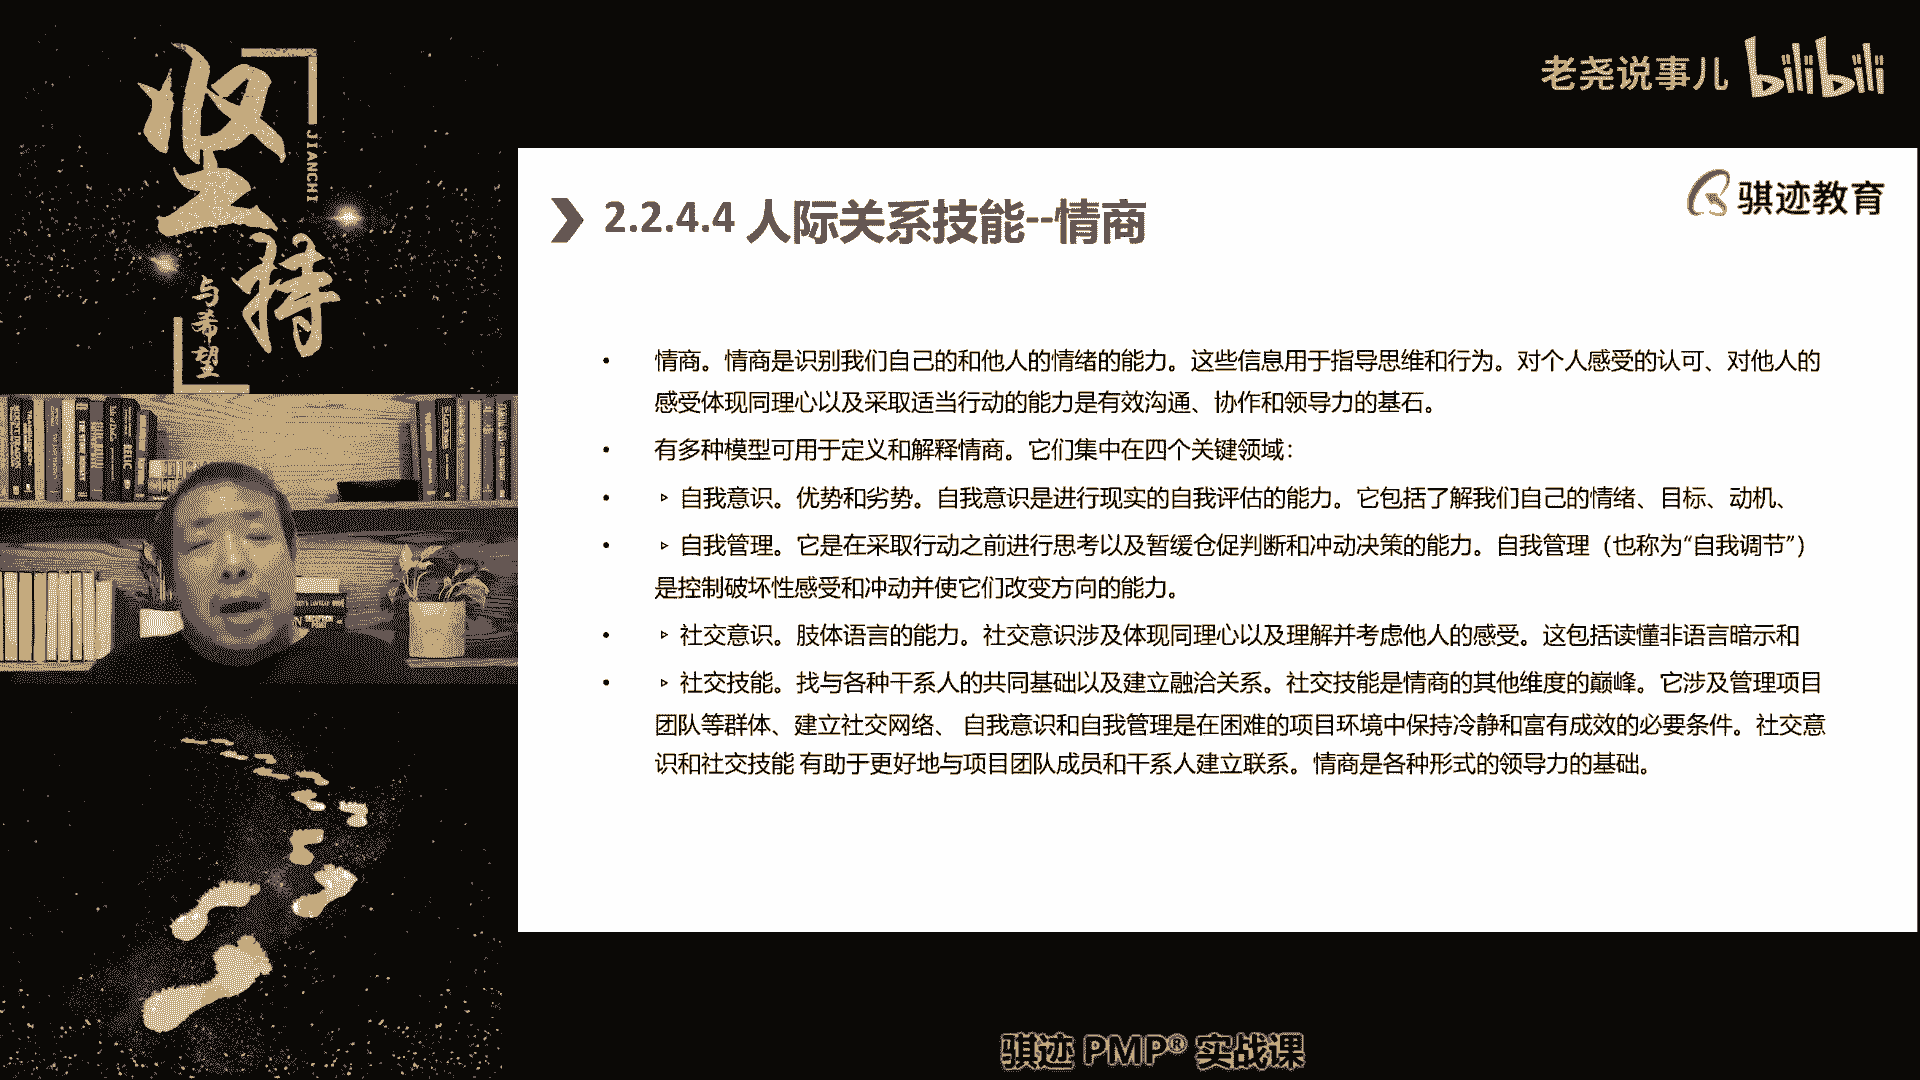 坚持
JIANCHI
与希望
老尧说事儿 bilibili
骐迹教育
2.2.4.4 人际关系技能--情商
• 情商。情商是识别我们自己的和他人的情绪的能力。这些信息用于指导思维和行为。对个人感受的认可、对他人的
感受体现同理心以及采取适当行动的能力是有效沟通、协作和领导力的基石。
• 有多种模型可用于定义和解释情商。它们集中在四个关键领域：
• ▹ 自我意识。优势和劣势。自我意识是进行现实的自我评估的能力。它包括了解我们自己的情绪、目标、动机、
• ▹ 自我管理。它是在采取行动之前进行思考以及暂缓仓促判断和冲动决策的能力。自我管理（也称为“自我调节”）
是控制破坏性感受和冲动并使它们改变方向的能力。
• ▹ 社交意识。肢体语言的能力。社交意识涉及体现同理心以及理解并考虑他人的感受。这包括读懂非语言暗示和
• ▹ 社交技能。找与各种干系人的共同基础以及建立融洽关系。社交技能是情商的其他维度的巅峰。它涉及管理项目
团队等群体、建立社交网络、 自我意识和自我管理是在困难的项目环境中保持冷静和富有成效的必要条件。社交意
识和社交技能 有助于更好地与项目团队成员和干系人建立联系。情商是各种形式的领导力的基础。
骐迹 PMP® 实战课